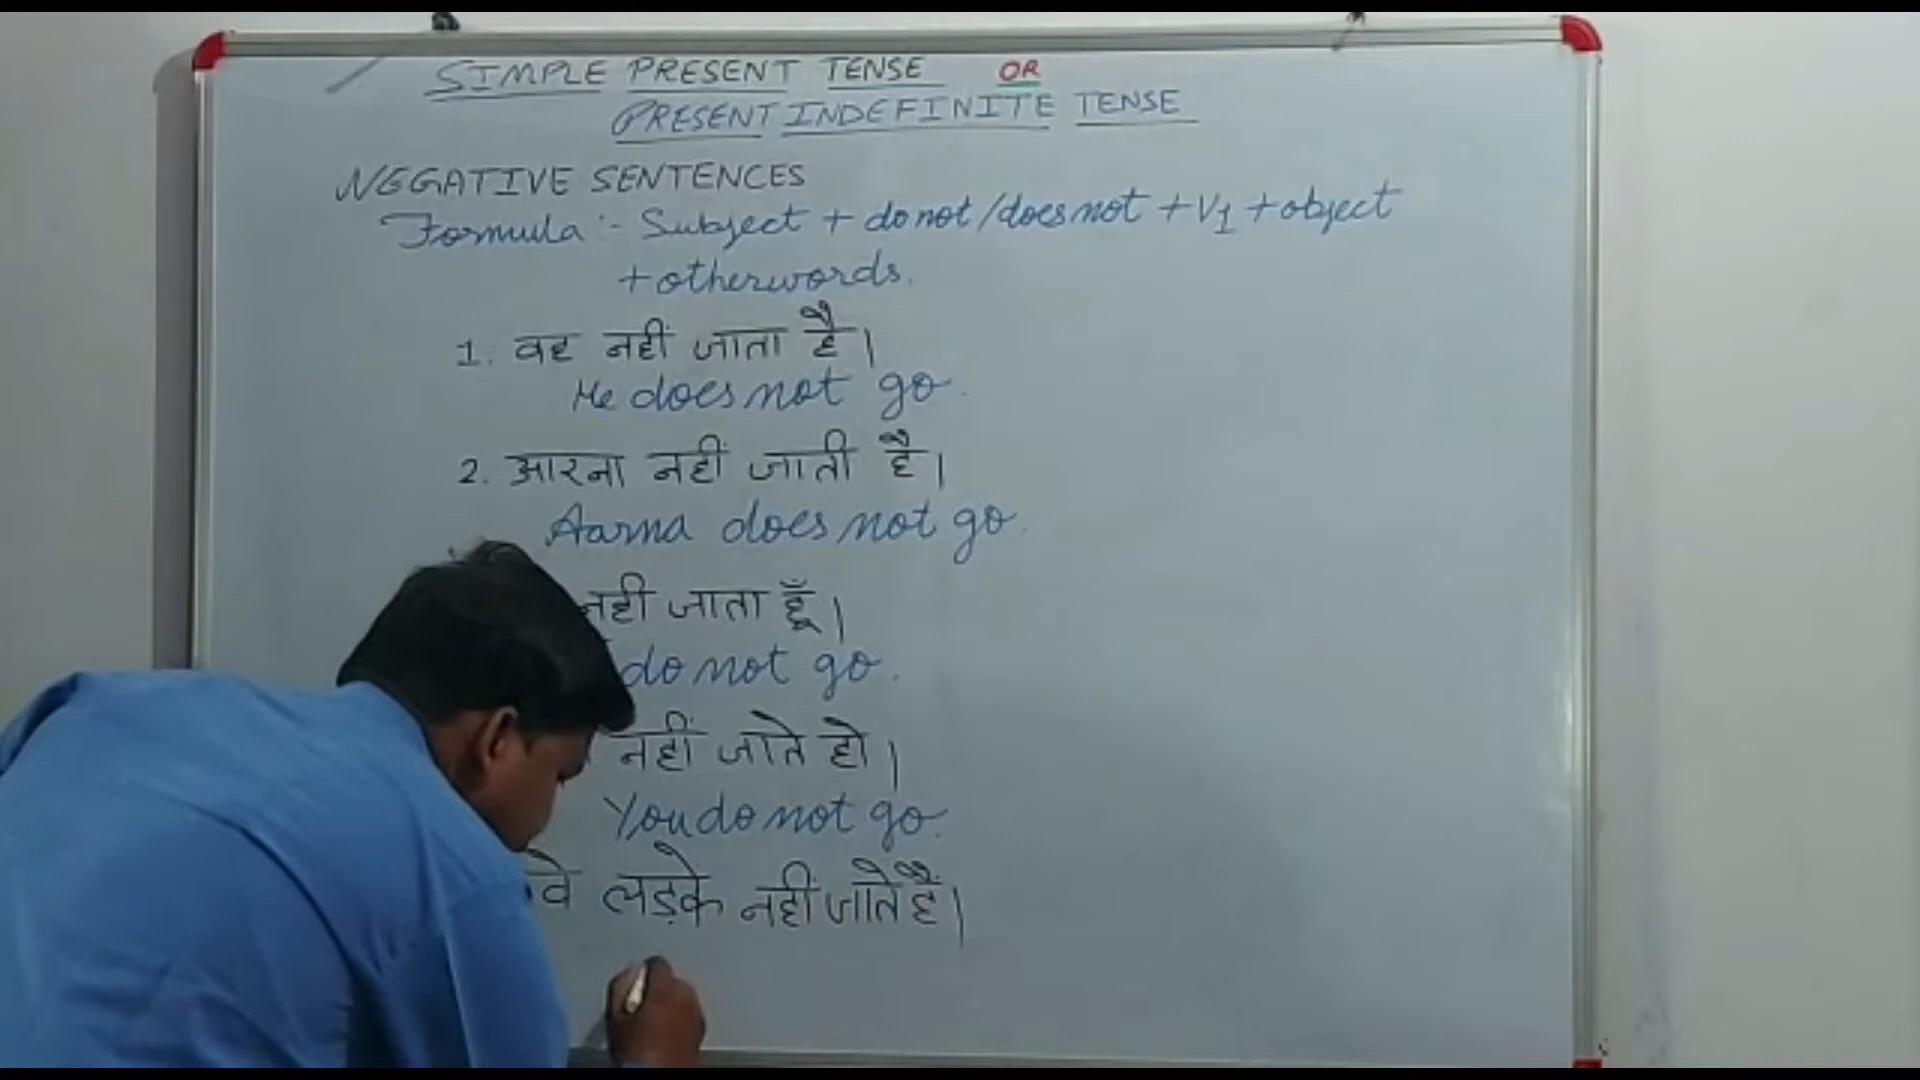 SIMPLE PRESENT TENSE OR
PRESENT INDEFINITE TENSE
NEGATIVE SENTENCES
Formula :- Subject + do not / does not + V1 + object
+ otherwords.
1. वह नहीं जाता है।
He does not go.
2. आरना नहीं जाती है।
Aarna does not go.
नहीं जाता हूँ।
do not go.
नहीं जाते हो।
You do not go.
वे लड़के नहीं जाते हैं।